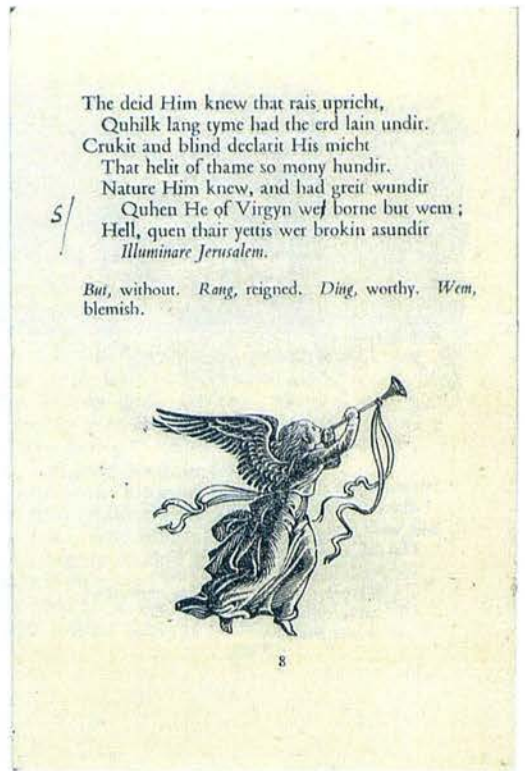 The deid Him knew that rais upricht,
Quhilk lang tyme had the erd lain undir.
Crukit and blind declarit His micht
That helit of thame so mony hundir.
Nature Him knew, and had greit wundir
s/ Quhen He of Virgyn wer borne but wem ;
Hell, quen thair yettis wer brokin asundir
Illuminare Jerusalem.
But, without. Rang, reigned. Ding, worthy. Wem,
blemish.
8